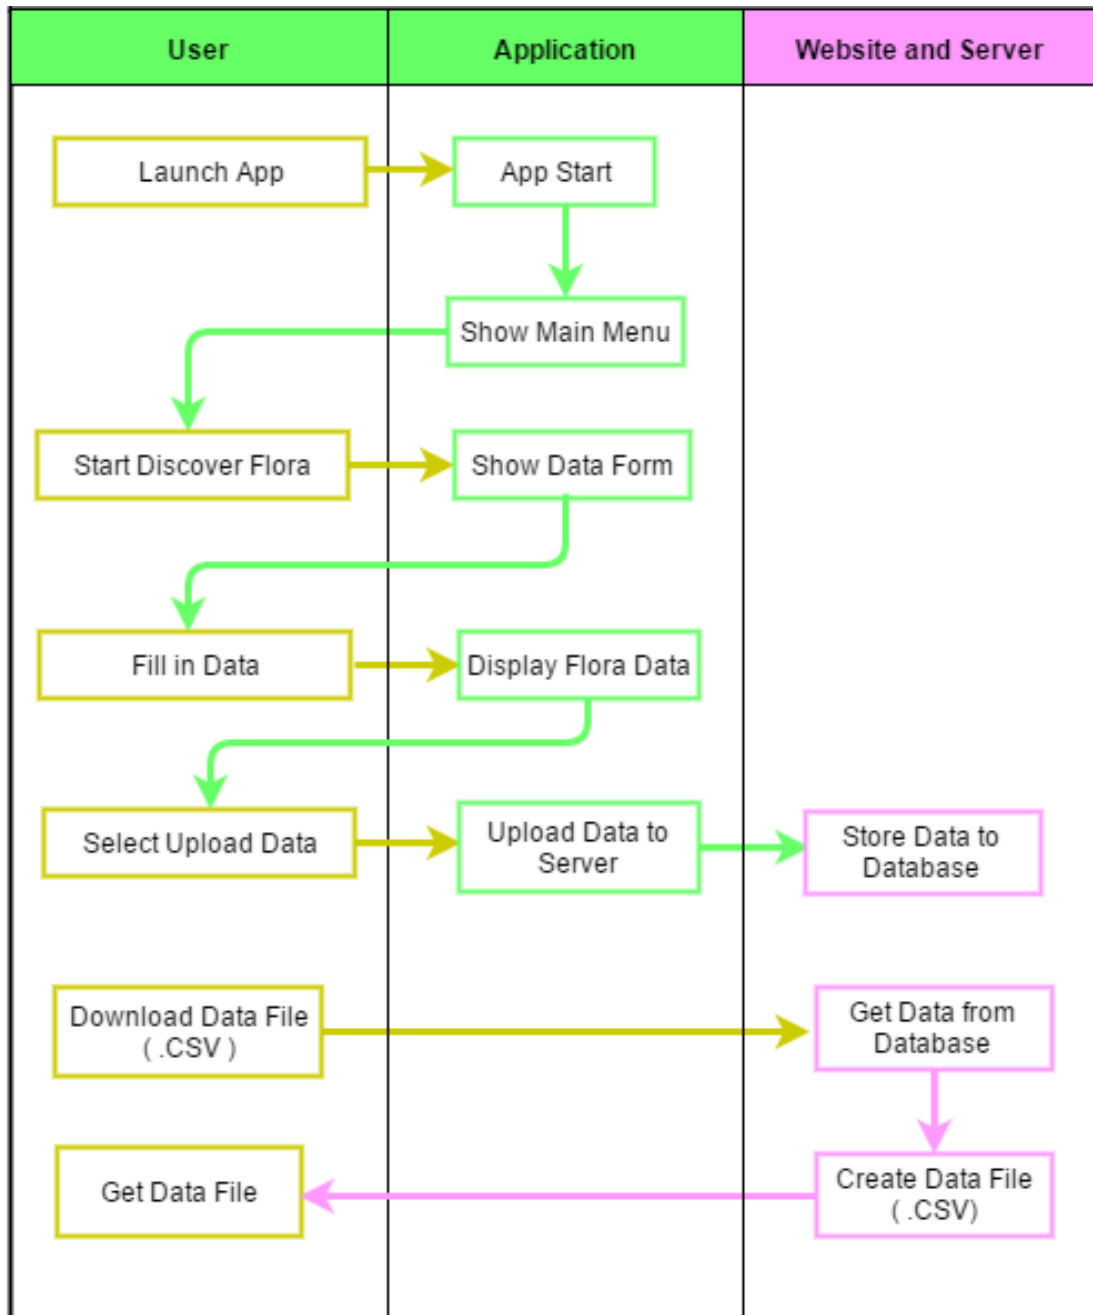 User
Application
Website and Server
Launch App
App Start
Show Main Menu
Start Discover Flora
Show Data Form
Fill in Data
Display Flora Data
Select Upload Data
Upload Data to
Server
Store Data to
Database
Download Data File
( .CSV )
Get Data from
Database
Get Data File
Create Data File
( .CSV)